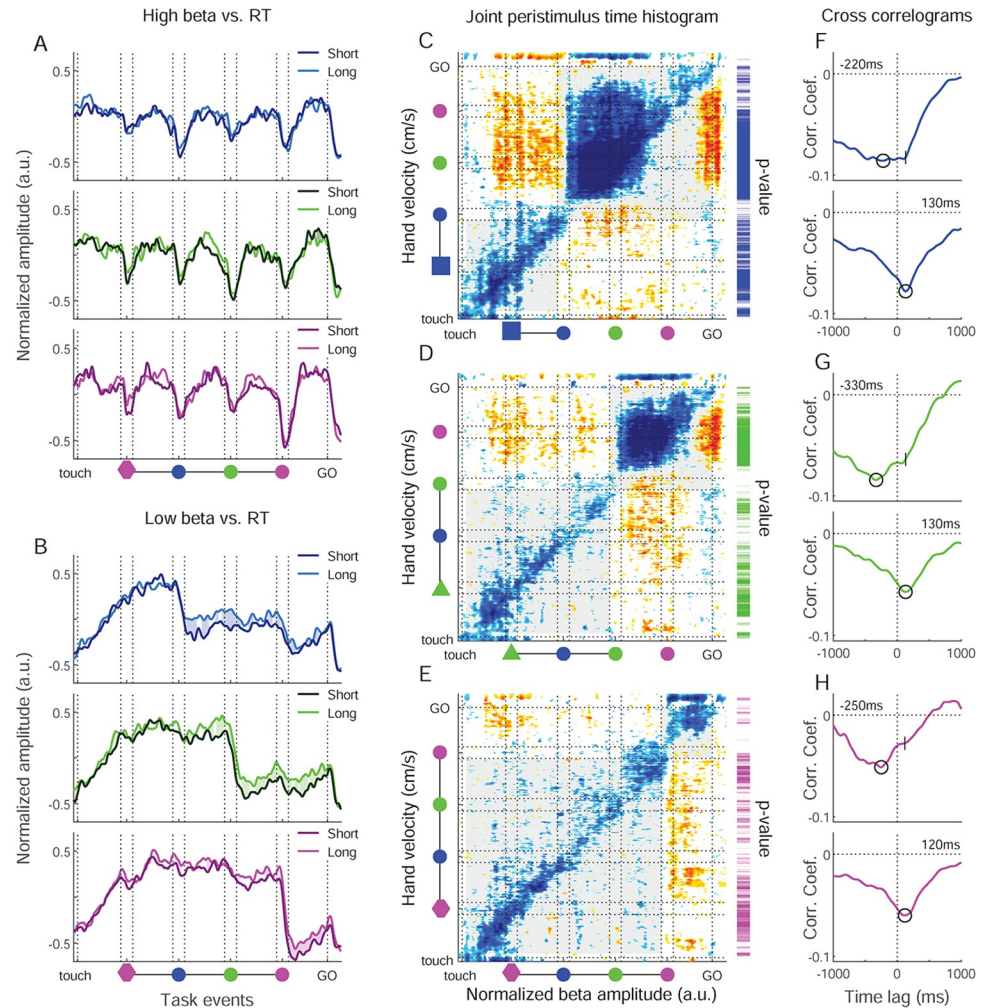 High beta vs. RT
Joint peristimulus time histogram
Cross correlograms
A
Short
Long
0.5
-0.5
Short
Long
0.5
-0.5
Short
Long
0.5
-0.5
Normalized amplitude (a.u.)
touch
GO
Low beta vs. RT
B
Short
Long
0.5
-0.5
Short
Long
0.5
-0.5
Short
Long
0.5
-0.5
Normalized amplitude (a.u.)
touch
GO
Task events
C
GO
Hand velocity (cm/s)
touch
touch
GO
p-value
D
GO
Hand velocity (cm/s)
touch
touch
GO
p-value
E
GO
Hand velocity (cm/s)
touch
touch
GO
p-value
Normalized beta amplitude (a.u.)
F
-220ms
0
-0.1
Corr. Coef.
130ms
0
-0.1
Corr. Coef.
-1000
0
1000
G
-330ms
0
-0.1
Corr. Coef.
130ms
0
-0.1
Corr. Coef.
-1000
0
1000
H
-250ms
0
-0.1
Corr. Coef.
120ms
0
-0.1
Corr. Coef.
-1000
0
1000
Time lag (ms)